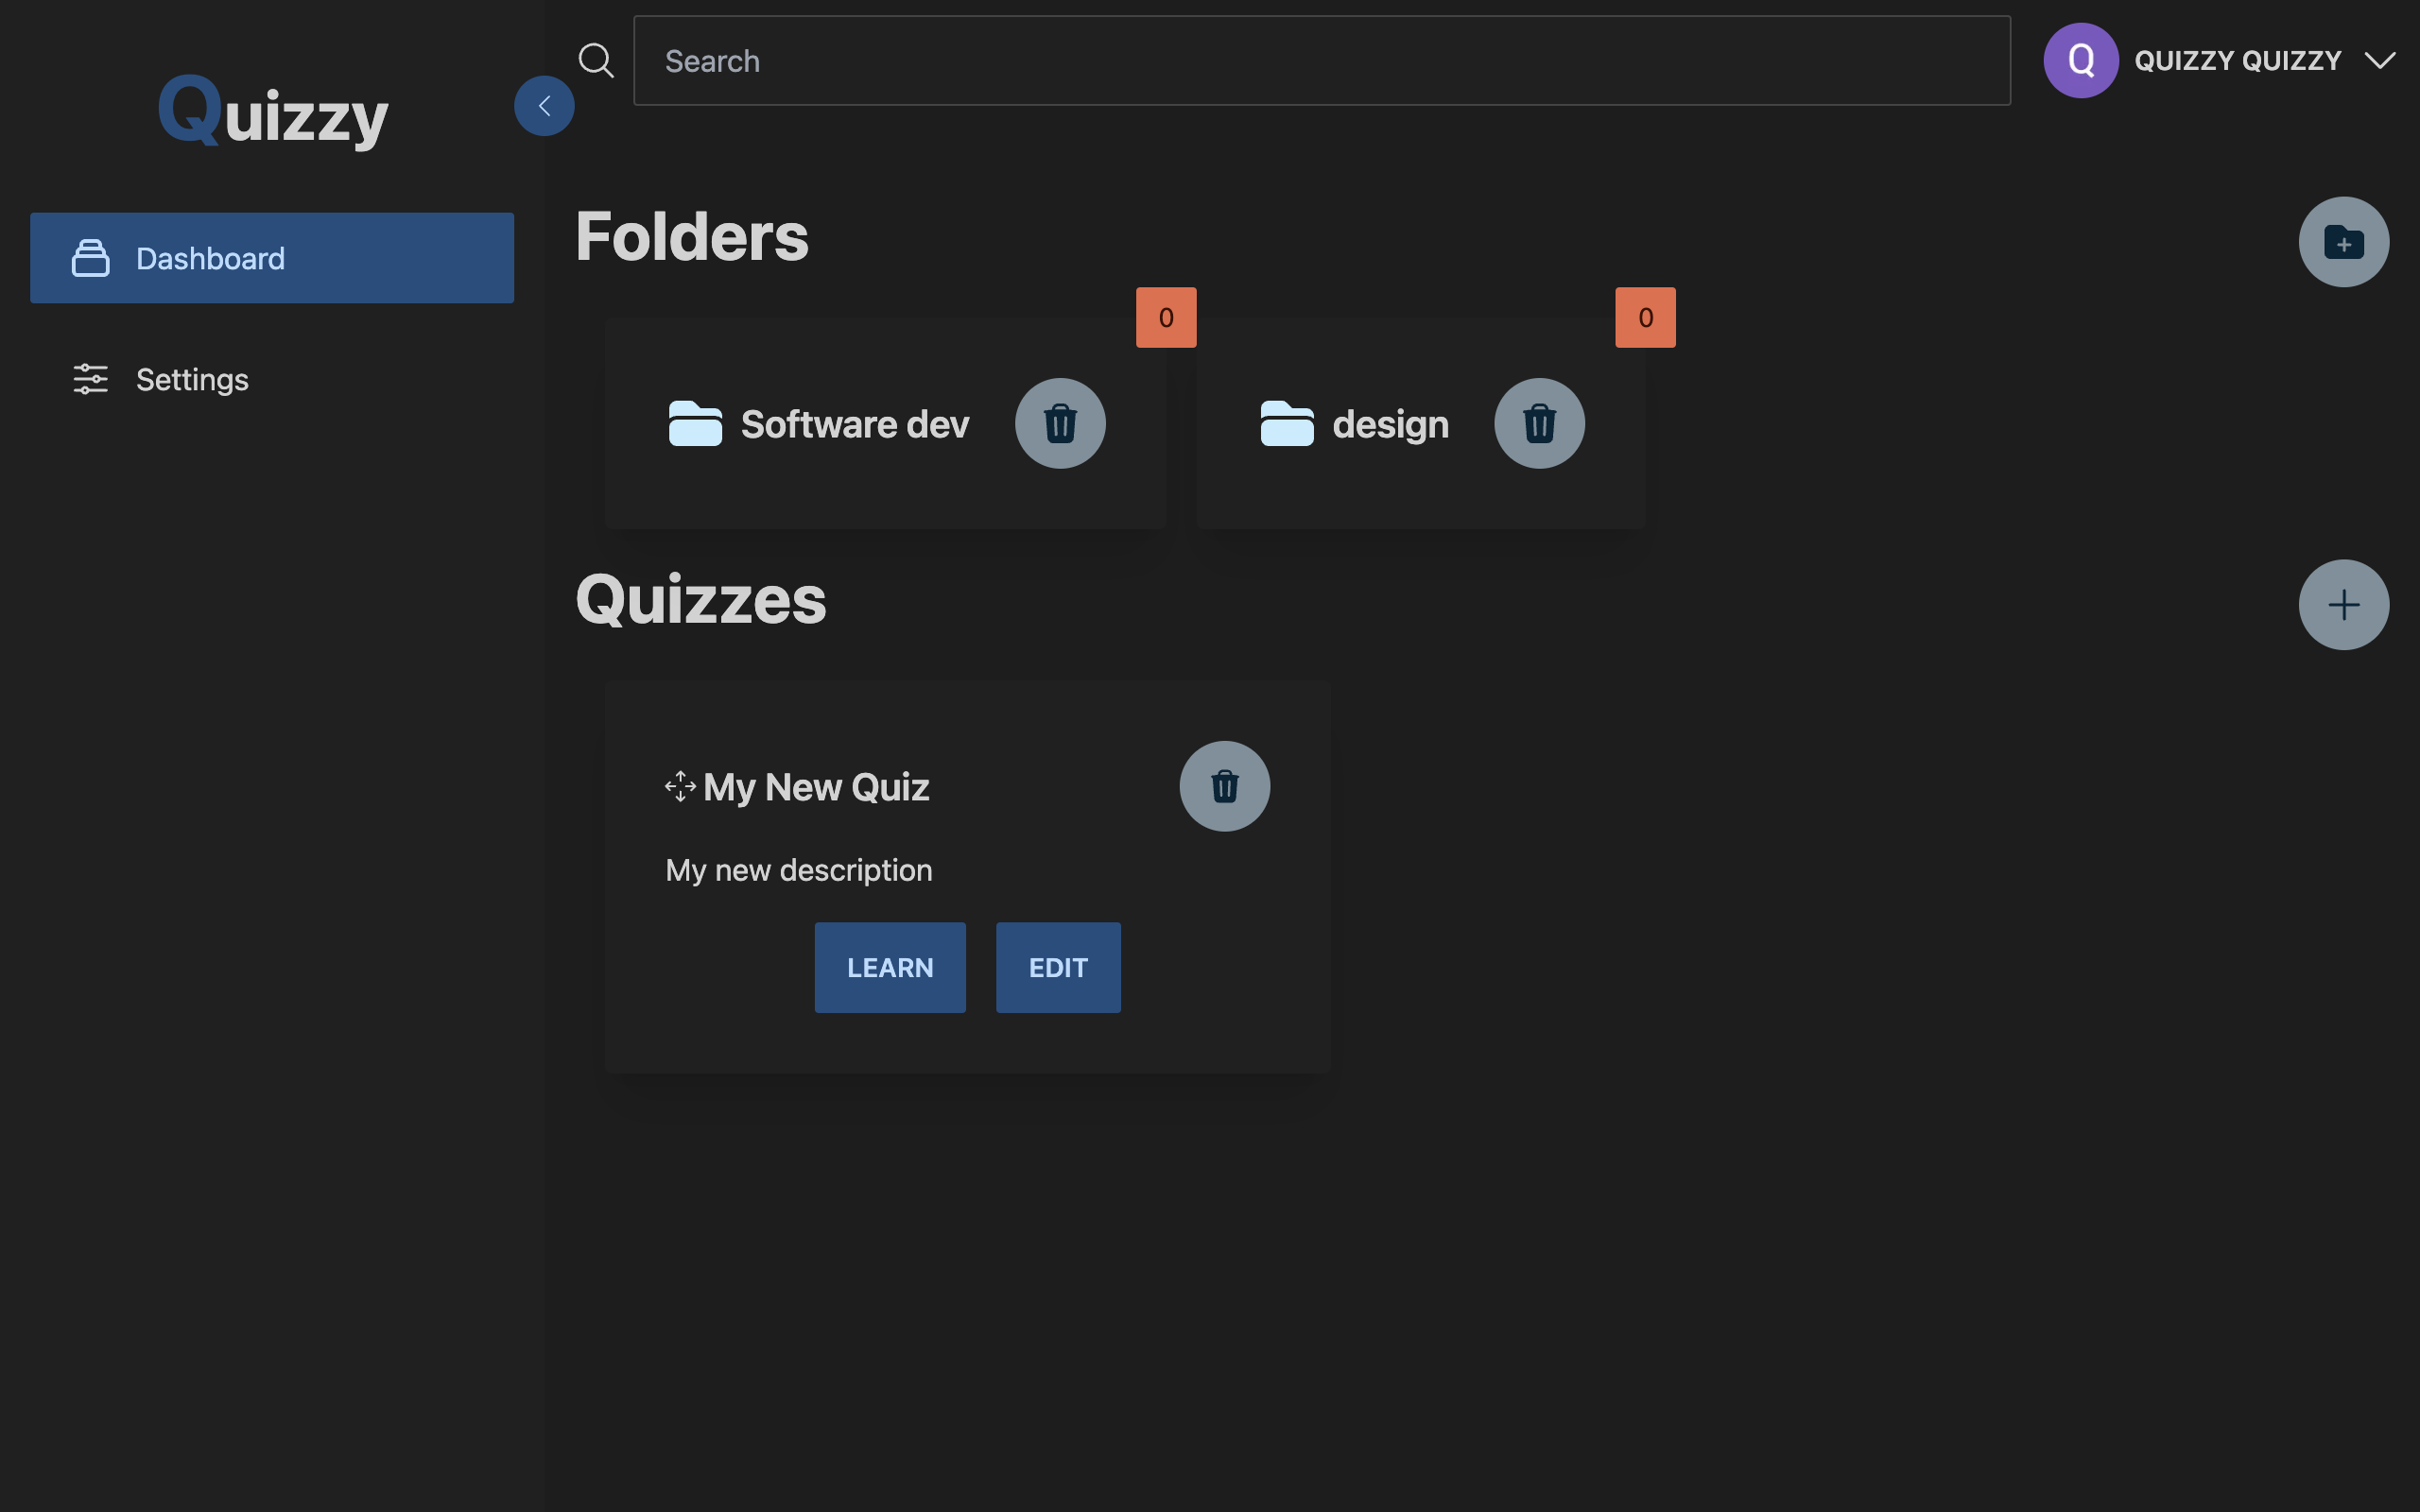 Quizzy
Search
Q
QUIZZY QUIZZY
Dashboard
Settings
Folders
0
0
Software dev
design
Quizzes
My New Quiz
My new description
LEARN
EDIT